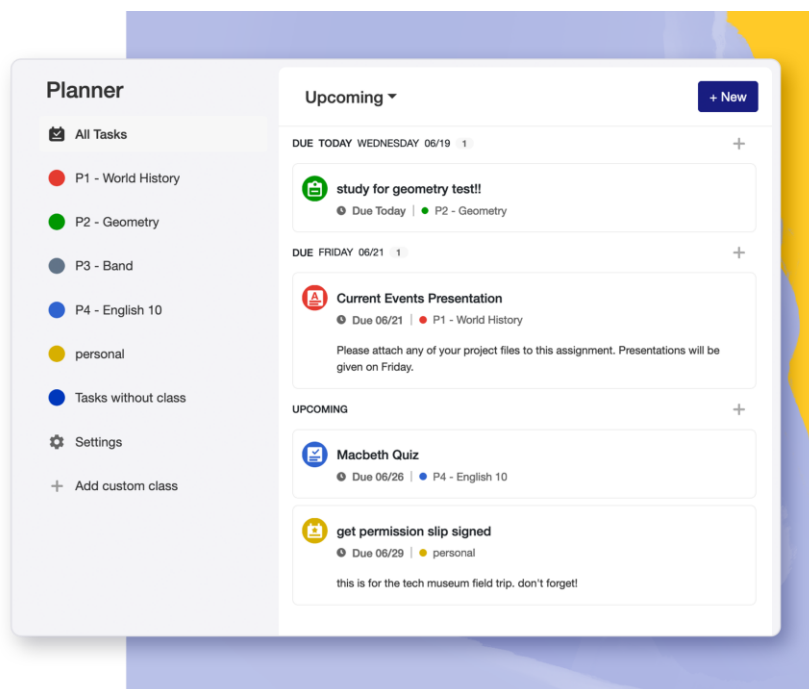 Planner
All Tasks
P1 - World History
P2 - Geometry
P3 - Band
P4 - English 10
personal
Tasks without class
Settings
+ Add custom class
Upcoming
+ New
DUE TODAY WEDNESDAY 06/19 1
+
study for geometry test!!
Due Today | P2 - Geometry
DUE FRIDAY 06/21 1
+
A
Current Events Presentation
Due 06/21 | P1 - World History
Please attach any of your project files to this assignment. Presentations will be
given on Friday.
UPCOMING
+
Macbeth Quiz
Due 06/26 | P4 - English 10
get permission slip signed
Due 06/29 | personal
this is for the tech museum field trip. don't forget!